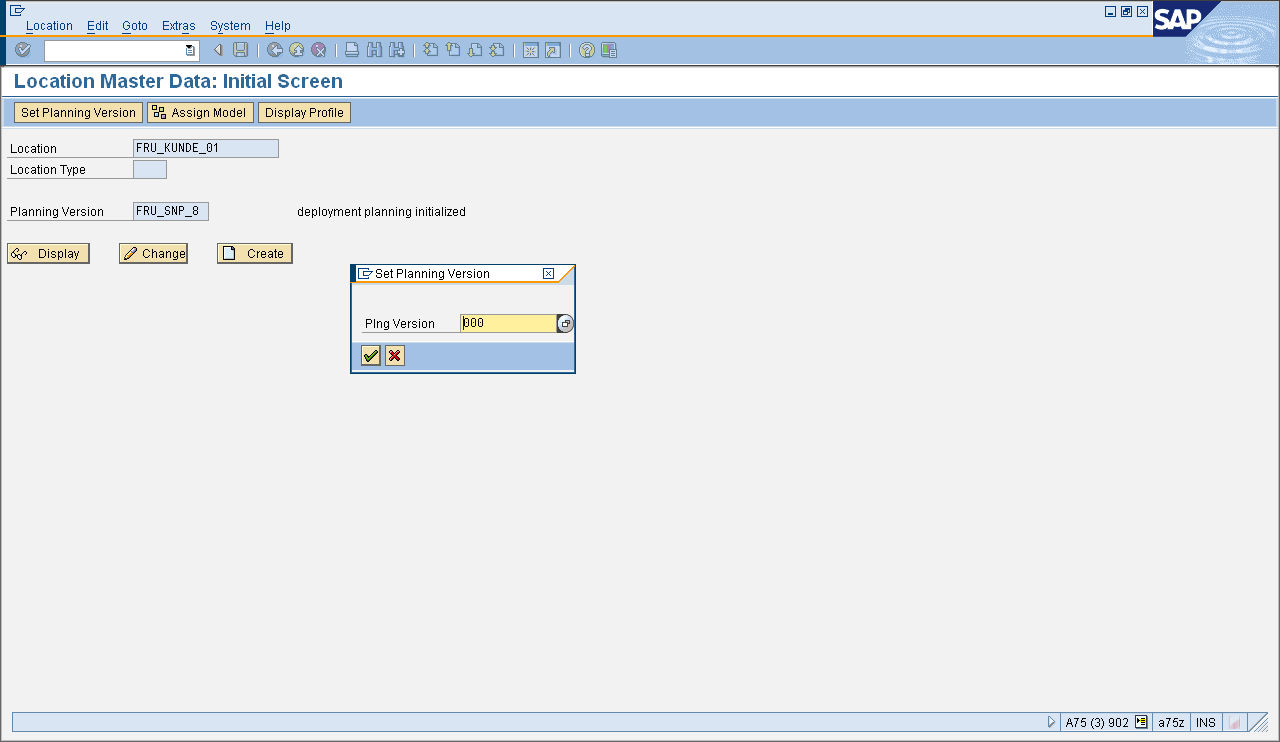 Location Edit Goto Extras System Help
SAP
Location Master Data: Initial Screen
Set Planning Version Assign Model Display Profile
Location FRU_KUNDE_01
Location Type
Planning Version FRU_SNP_8 deployment planning initialized
Display Change Create
Set Planning Version
Plng Version 000
A75 (3) 902 a75z INS